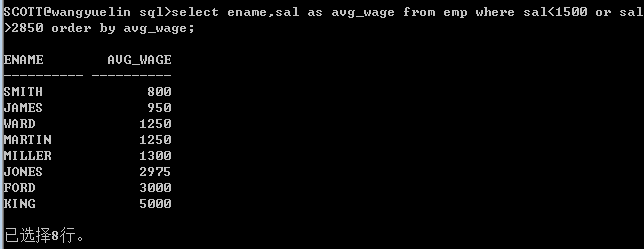 SCOTT@wangyuelin sql>select ename,sal as avg_wage from emp where sal<1500 or sal
>2850 order by avg_wage;
ENAME AVG_WAGE
---------- ----------
SMITH 800
JAMES 950
WARD 1250
MARTIN 1250
MILLER 1300
JONES 2975
FORD 3000
KING 5000
已选择8行。